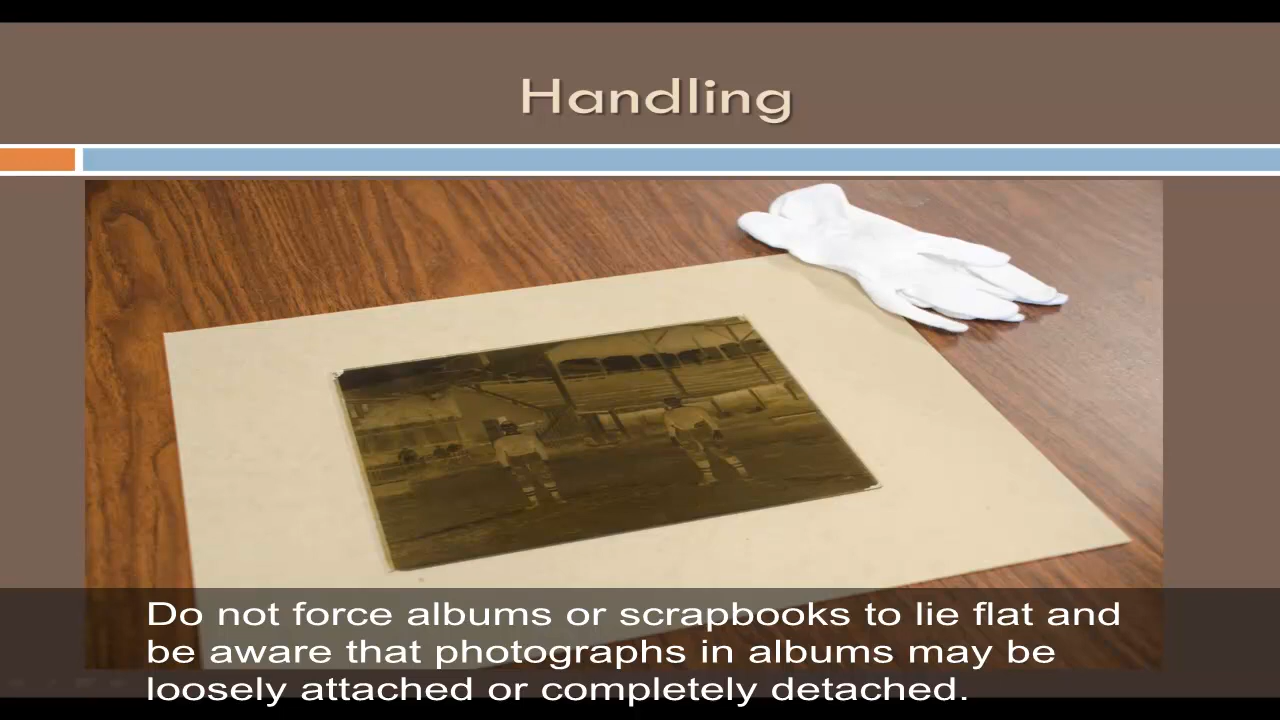 Handling
Do not force albums or scrapbooks to lie flat and
be aware that photographs in albums may be
loosely attached or completely detached.